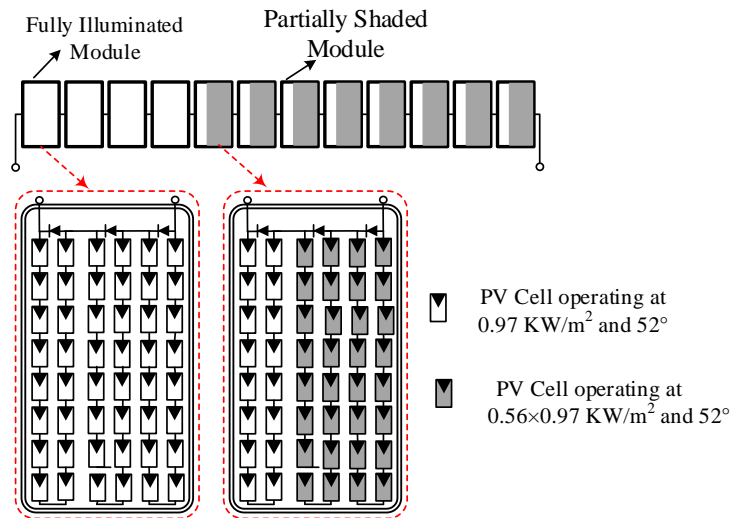 Fully Illuminated
Module
Partially Shaded
Module
PV Cell operating at
0.97 KW/m² and 52°
PV Cell operating at
0.56×0.97 KW/m² and 52°